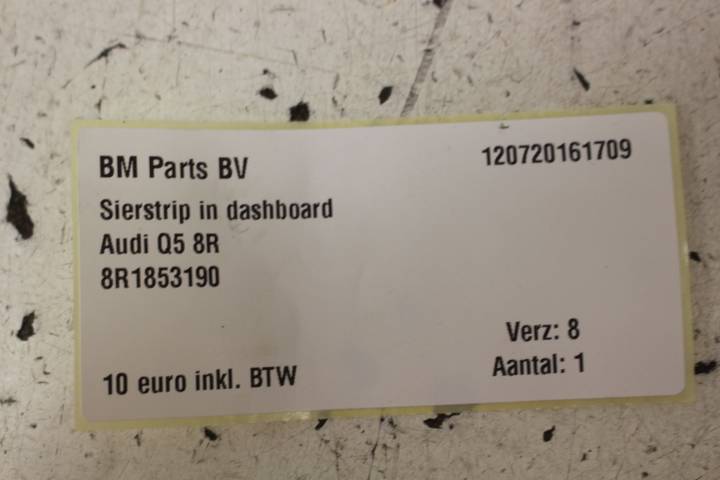 BM Parts BV
120720161709
Sierstrip in dashboard
Audi Q5 8R
8R1853190
Verz: 8
10 euro inkl. BTW
Aantal: 1